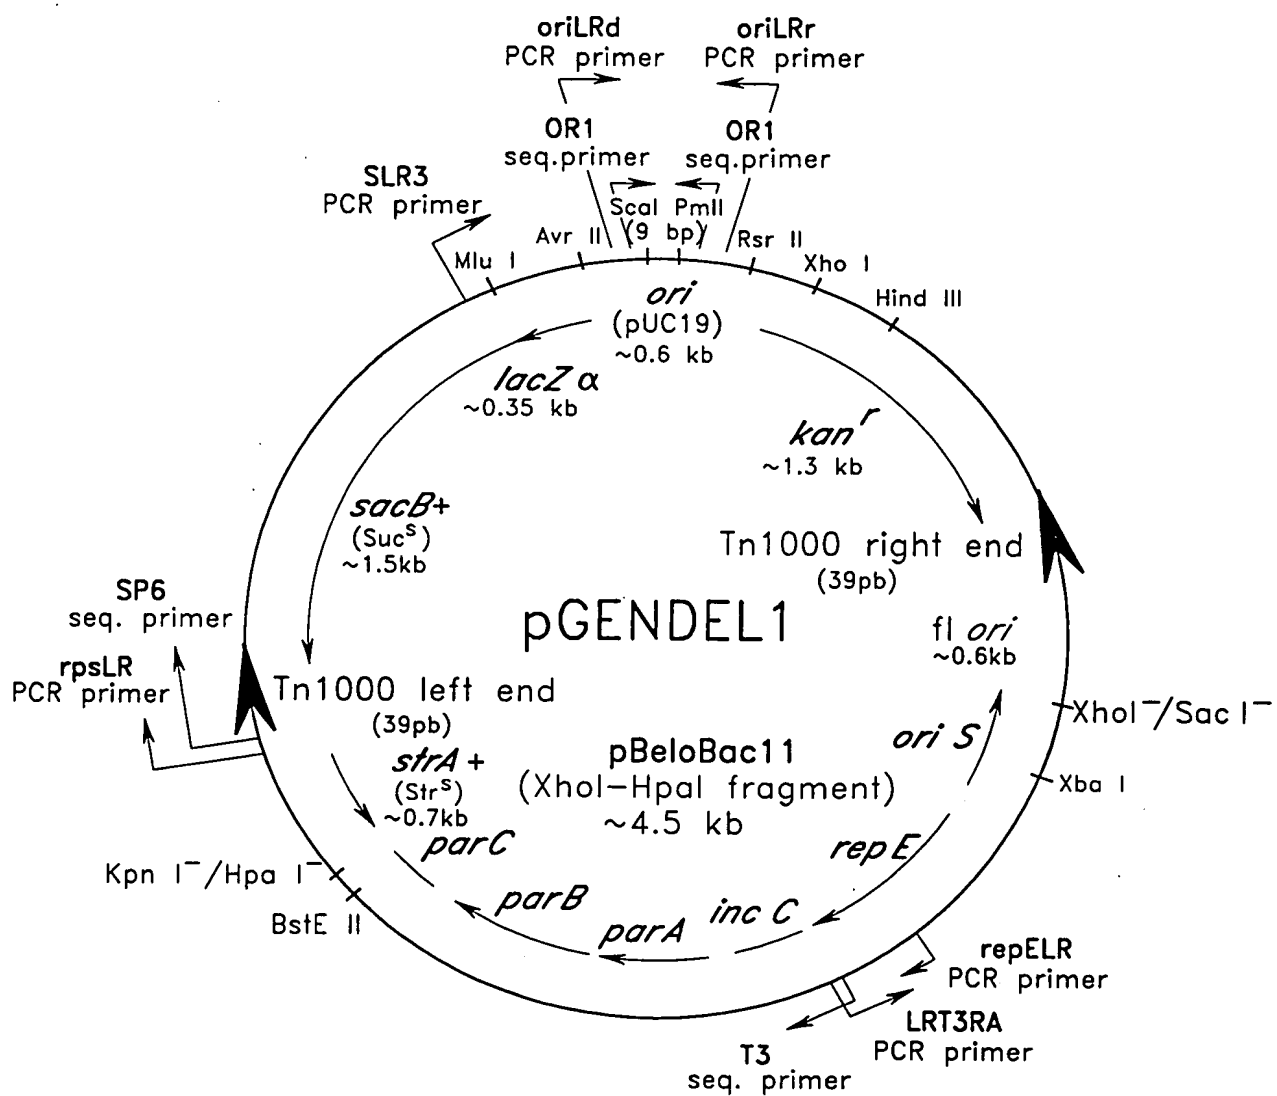 oriLRd
PCR primer
oriLRr
PCR primer
OR1
seq.primer
OR1
seq.primer
SLR3
PCR primer
ScaI PmlI
(9 bp)
Mlu I
Avr II
Rsr II
Xho I
Hind III
ori
(pUC19)
~0.6 kb
lacZ α
~0.35 kb
kan^r
~1.3 kb
sacB+
(Suc^s)
~1.5kb
Tn1000 right end
(39pb)
SP6
seq. primer
rpsLR
PCR primer
pGENDEL1
fl ori
~0.6kb
Tn1000 left end
(39pb)
XhoI⁻/Sac I⁻
Xba I
ori S
strA +
(Str^s)
~0.7kb
pBeloBac11
(XhoI-HpaI fragment)
~4.5 kb
parC
rep E
Kpn I⁻/Hpa I⁻
BstE II
parB
parA
inc C
repELR
PCR primer
LRT3RA
PCR primer
T3
seq. primer